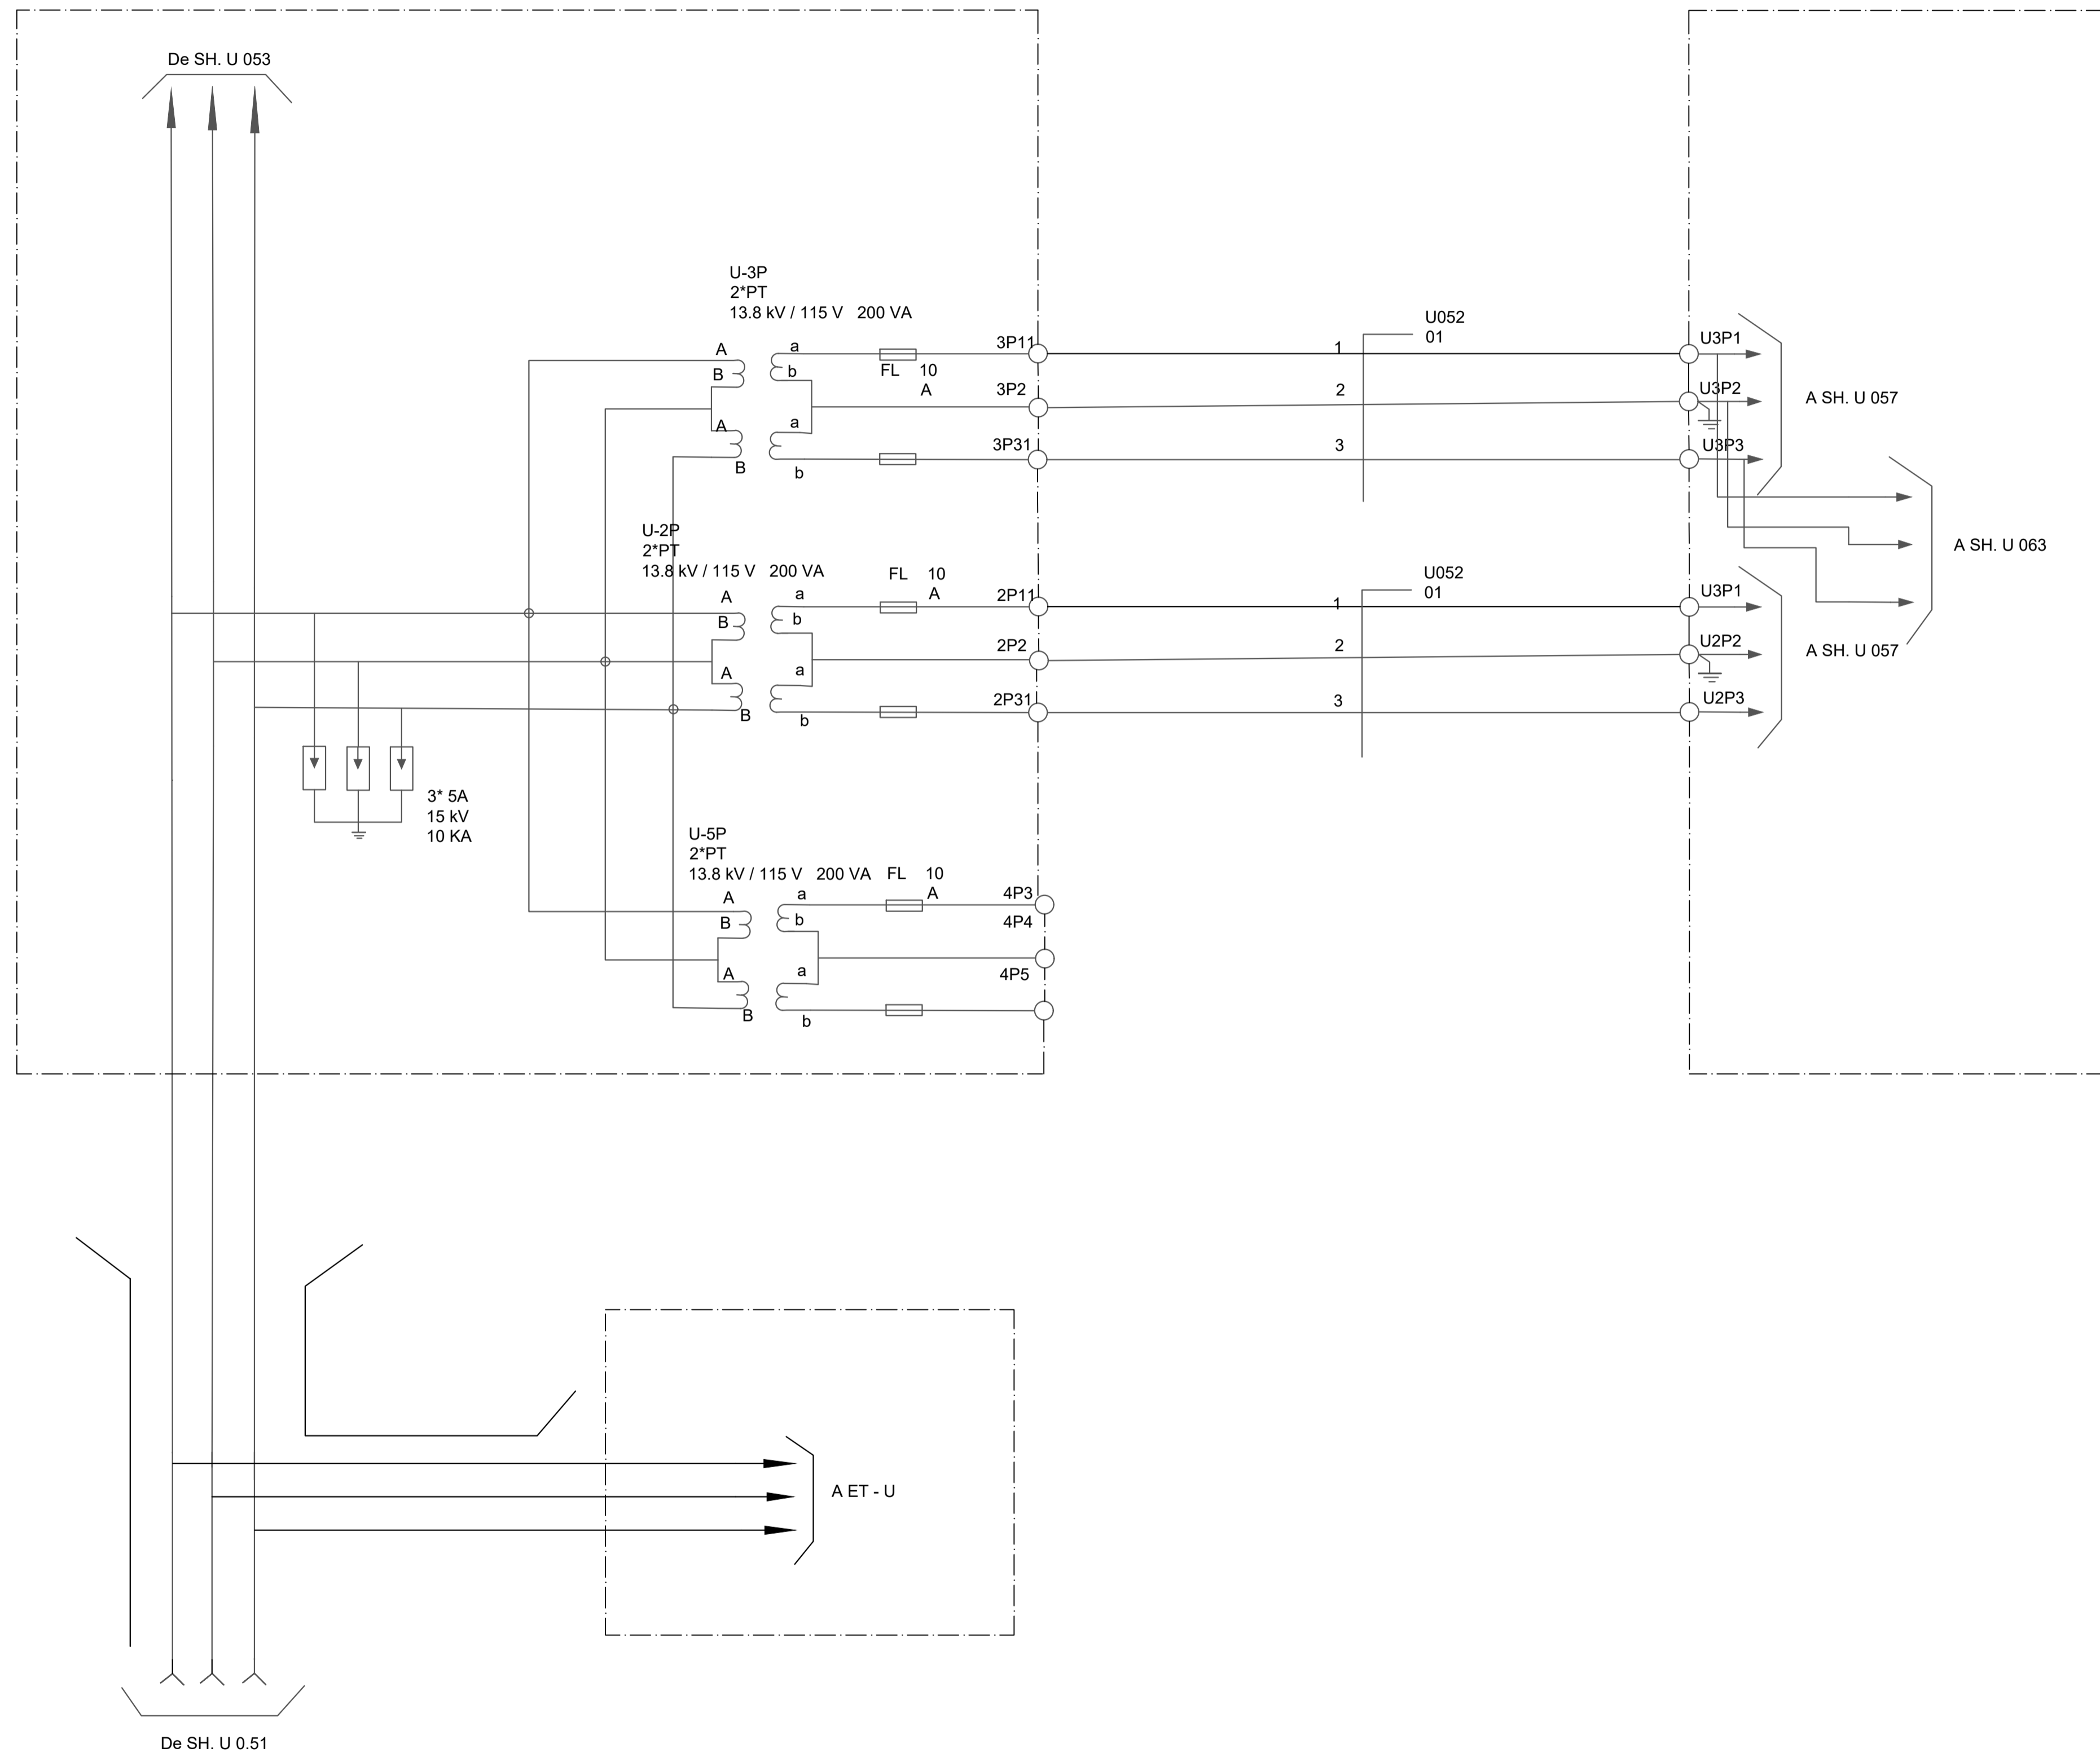 De SH. U 053
U-3P
2*PT
13.8 kV / 115 V 200 VA
A
B
A
B
a
b
a
b
FL 10
A
3P11
3P2
3P31
1
2
3
U052
01
U3P1
U3P2
U3P3
A SH. U 057
A SH. U 063
U-2P
2*PT
13.8 kV / 115 V 200 VA
A
B
A
B
a
b
a
b
FL 10
A
2P11
2P2
2P31
1
2
3
U052
01
U3P1
U2P2
U2P3
A SH. U 057
3* 5A
15 kV
10 KA
U-5P
2*PT
13.8 kV / 115 V 200 VA
FL 10
A
A
B
A
B
a
b
a
b
4P3
4P4
4P5
A ET - U
De SH. U 0.51